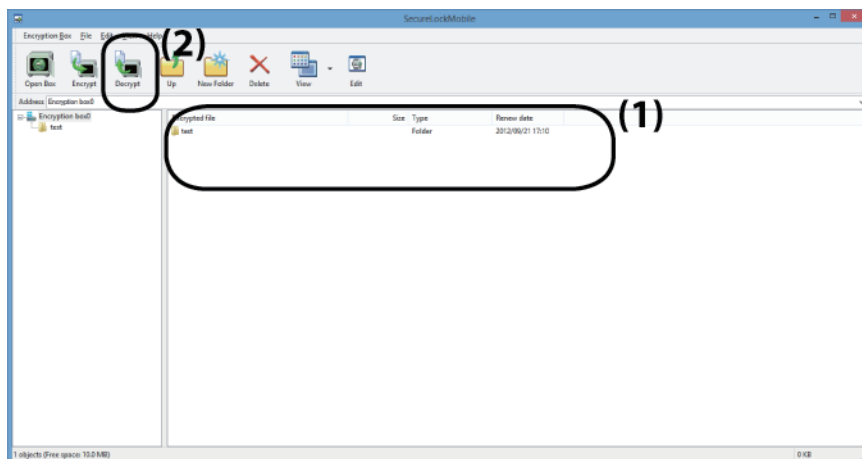 SecureLockMobile
Encryption Box File Edit Help
(2)
Open Box Encrypt Decrypt Up New Folder Delete View Edit
Address Encryption box0
Encryption box0
test
Encrypted file Size Type Renew date
test Folder 2012/09/21 17:10
(1)
1 objects (Free space: 10.0 MB) 0 KB